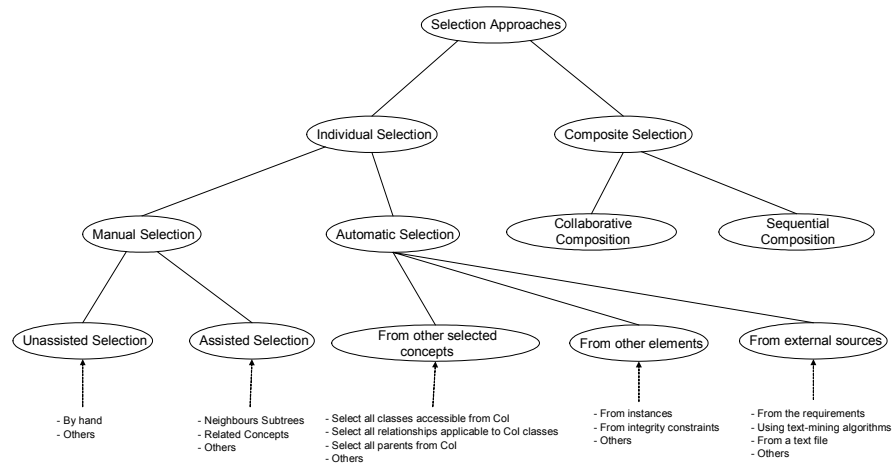 Selection Approaches
Individual Selection
Composite Selection
Manual Selection
Automatic Selection
Collaborative
Composition
Sequential
Composition
Unassisted Selection
Assisted Selection
From other selected
concepts
From other elements
From external sources
- By hand
- Others
- Neighbours Subtrees
- Related Concepts
- Others
- Select all classes accessible from CoI
- Select all relationships applicable to CoI classes
- Select all parents from CoI
- Others
- From instances
- From integrity constraints
- Others
- From the requirements
- Using text-mining algorithms
- From a text file
- Others